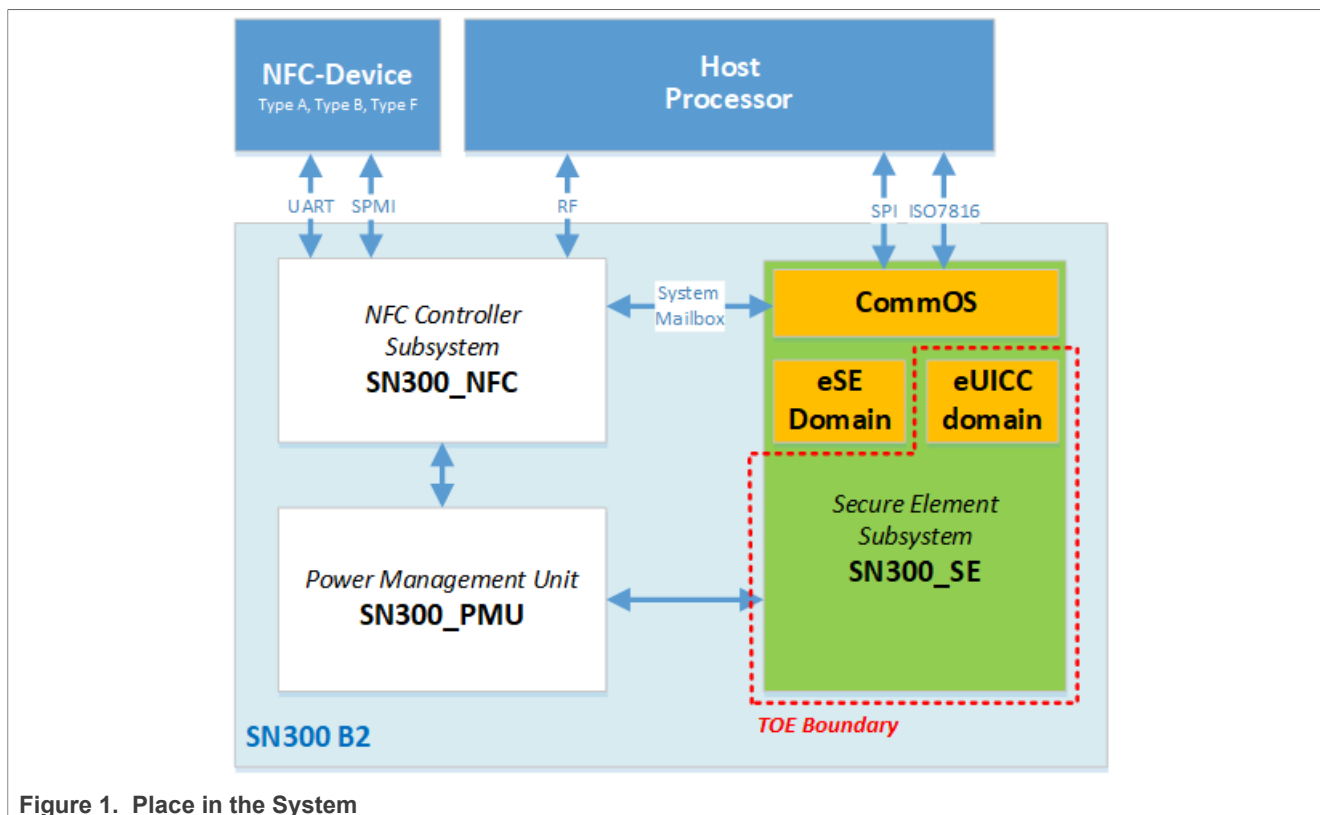 NFC-Device
Type A, Type B, Type F
Host
Processor
UART
SPMI
RF
SPI
ISO7816
NFC Controller
Subsystem
SN300_NFC
System
Mailbox
CommOS
eSE
Domain
eUICC
domain
Power Management Unit
SN300_PMU
Secure Element
Subsystem
SN300_SE
TOE Boundary
SN300 B2
Figure 1. Place in the System